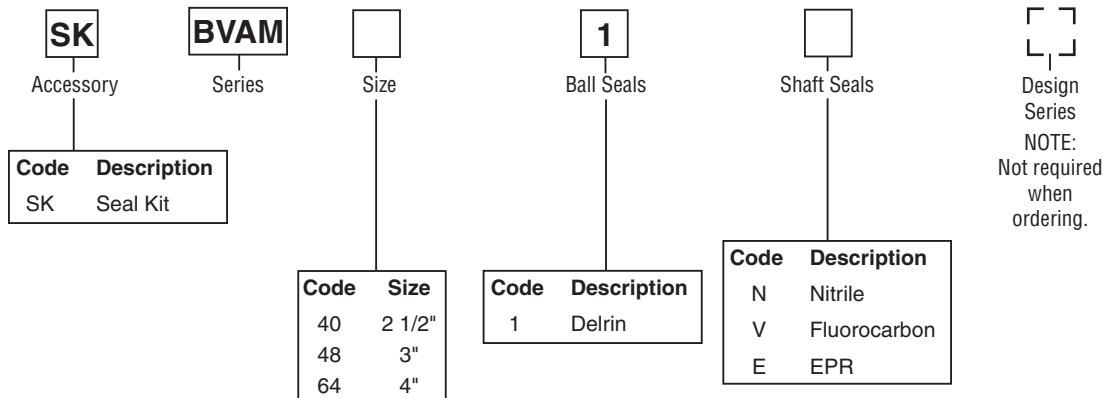 SK BVAM 1
Accessory Series Size Ball Seals Shaft Seals Design
Series
NOTE:
Not required
when
ordering.
Code Description
SK Seal Kit
Code Size
40 2 1/2"
48 3"
64 4"
Code Description
1 Delrin
Code Description
N Nitrile
V Fluorocarbon
E EPR